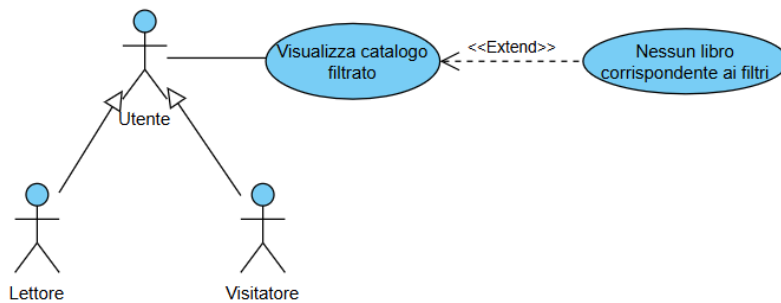 Visualizza catalogo
filtrato
<<Extend>>
Nessun libro
corrispondente ai filtri
Utente
Lettore
Visitatore